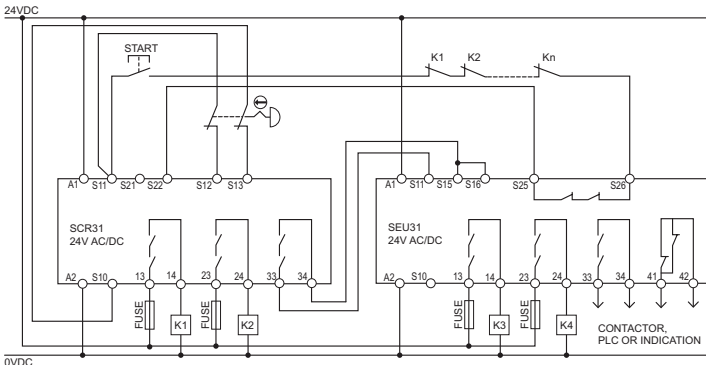 24VDC
START
K1 K2 Kn
A1 S11 S21 S22 S12 S13
A1 S11 S15 S16 S25 S26
SCR31
24V AC/DC
SEU31
24V AC/DC
A2 S10 13 14 23 24 33 34
A2 S10 13 14 23 24 33 34 41 42
FUSE K1 FUSE K2
FUSE K3 FUSE K4
CONTACTOR,
PLC OR INDICATION
0VDC